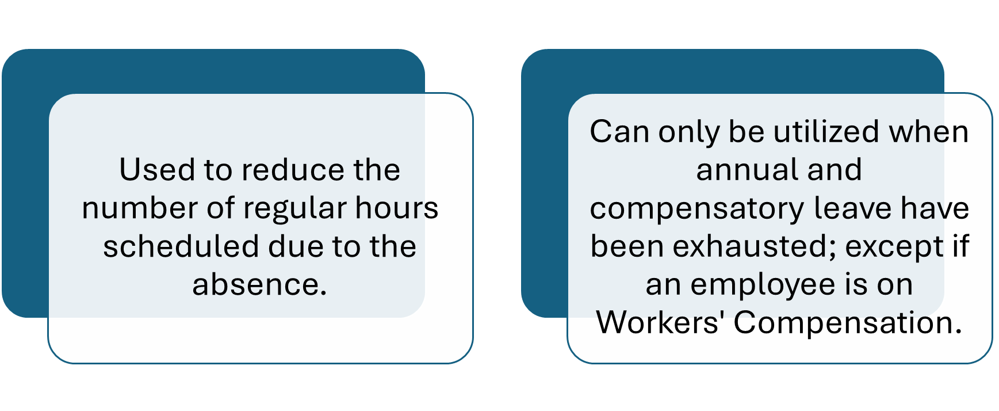 Used to reduce the
number of regular hours
scheduled due to the
absence.
Can only be utilized when
annual and
compensatory leave have
been exhausted; except if
an employee is on
Workers' Compensation.